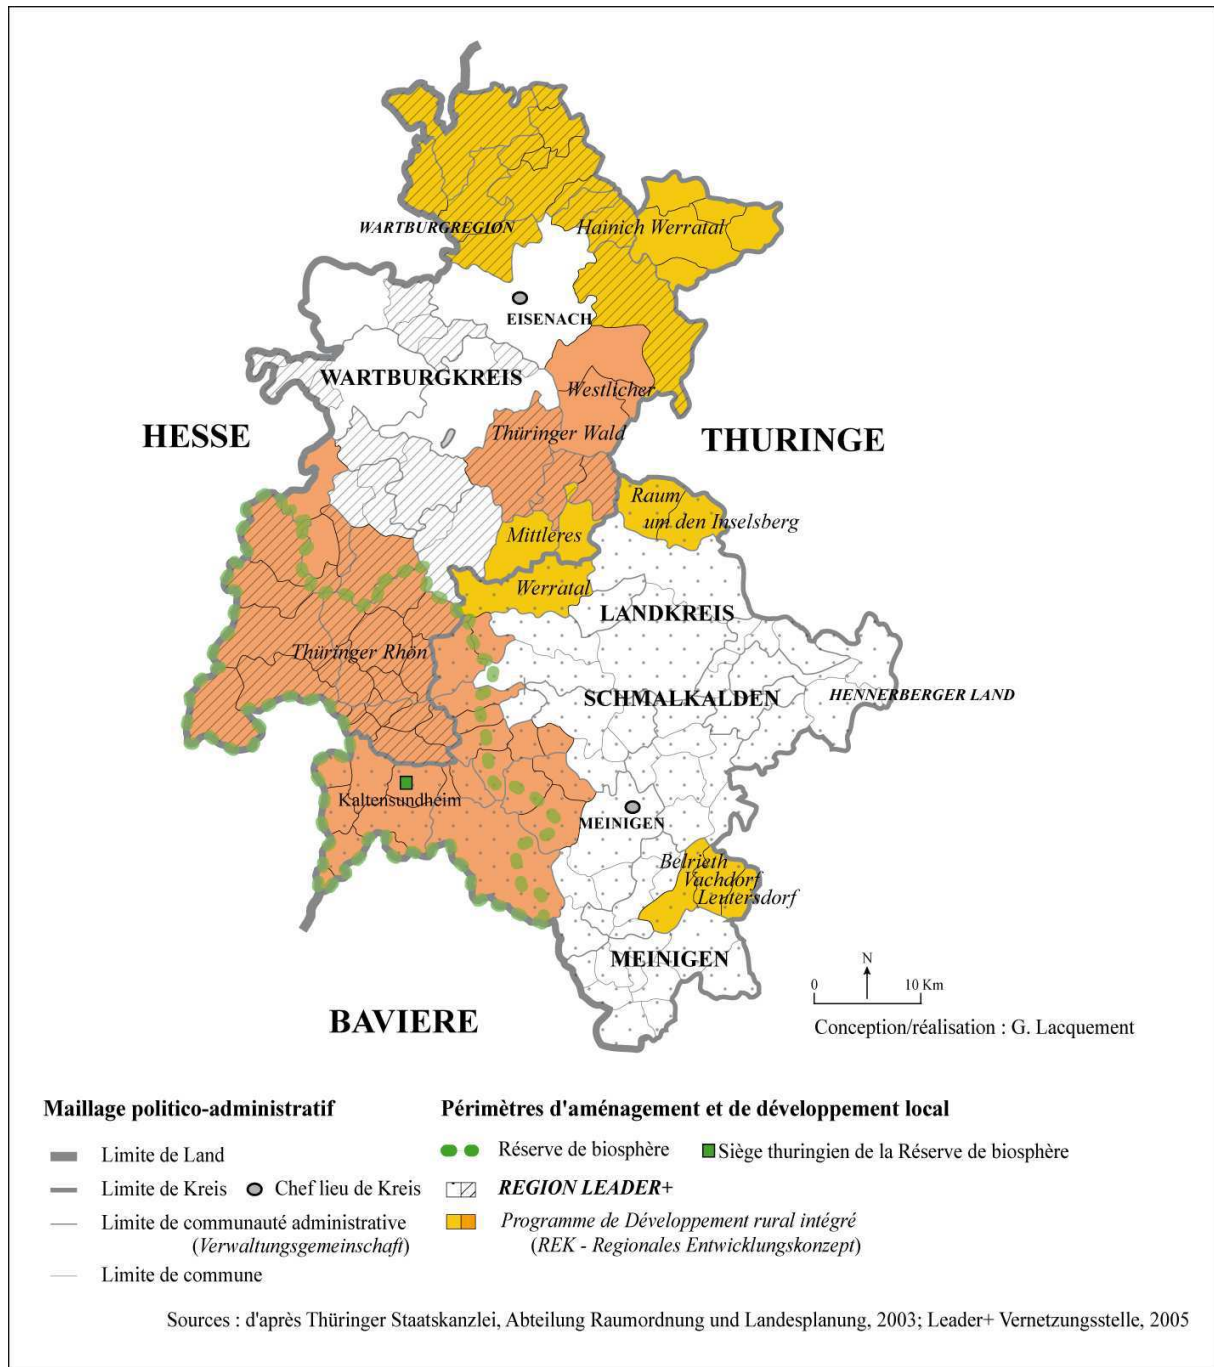 WARTBURGREGION
Hainich Werratal
EISENACH
WARTBURGKREIS
Westlicher
HESSE
Thüringer Wald
THURINGE
Raum
um den Inselsberg
Mittleres
Werratal
LANDKREIS
Thüringer Rhön
SCHMALKALDEN
HENNERBERGER LAND
Kaltensundheim
MEINIGEN
Belrieth
Vachdorf
Leutersdorf
MEINIGEN
N
0 10 Km
BAVIERE
Conception/réalisation : G. Lacquement
Maillage politico-administratif
Limite de Land
Limite de Kreis
Chef lieu de Kreis
Limite de communauté administrative
(Verwaltungsgemeinschaft)
Limite de commune
Périmètres d'aménagement et de développement local
Réserve de biosphère
Siège thuringien de la Réserve de biosphère
REGION LEADER+
Programme de Développement rural intégré
(REK - Regionales Entwicklungskonzept)
Sources : d'après Thüringer Staatskanzlei, Abteilung Raumordnung und Landesplanung, 2003; Leader+ Vernetzungsstelle, 2005